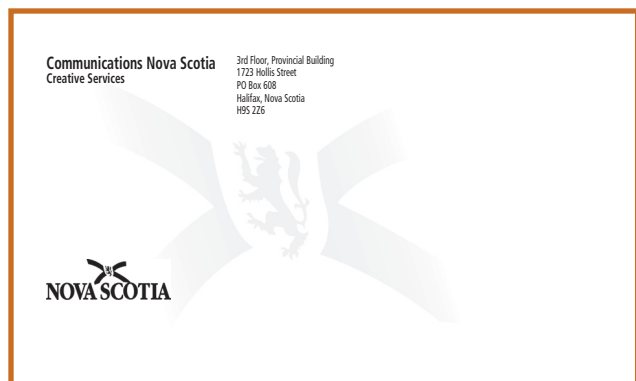 Communications Nova Scotia
Creative Services
3rd Floor, Provincial Building
1723 Hollis Street
PO Box 608
Halifax, Nova Scotia
H9S 2Z6
NOVA SCOTIA